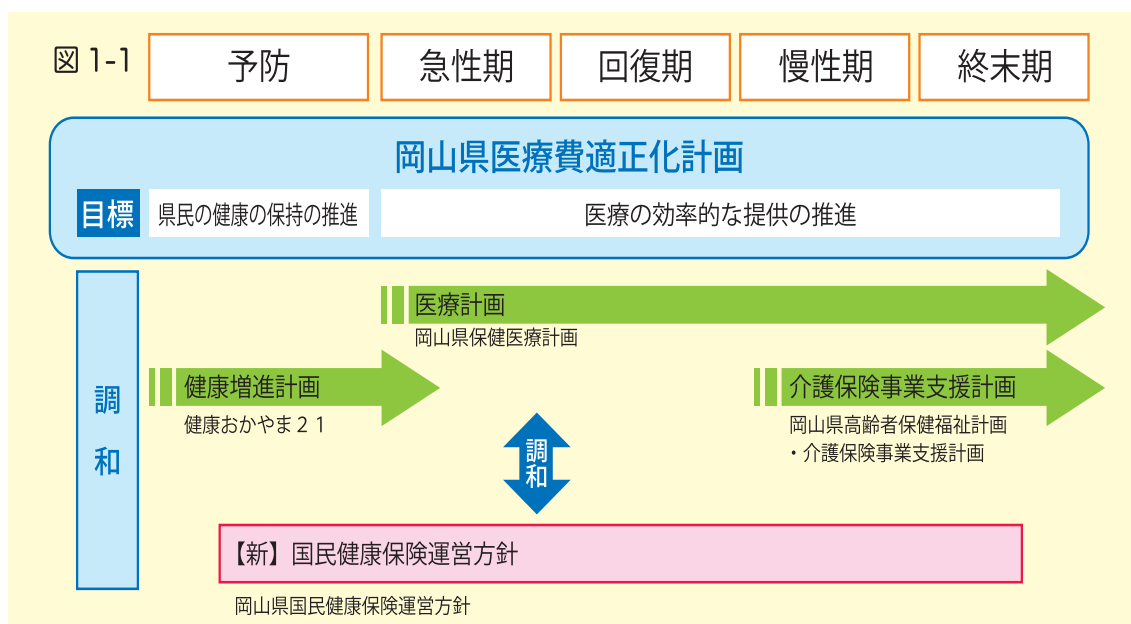 図1-1
予防
急性期
回復期
慢性期
終末期
岡山県医療費適正化計画
目標
県民の健康の保持の推進
医療の効率的な提供の推進
調和
医療計画
岡山県保健医療計画
健康増進計画
健康おかやま２１
介護保険事業支援計画
岡山県高齢者保健福祉計画
・介護保険事業支援計画
調和
【新】国民健康保険運営方針
岡山県国民健康保険運営方針